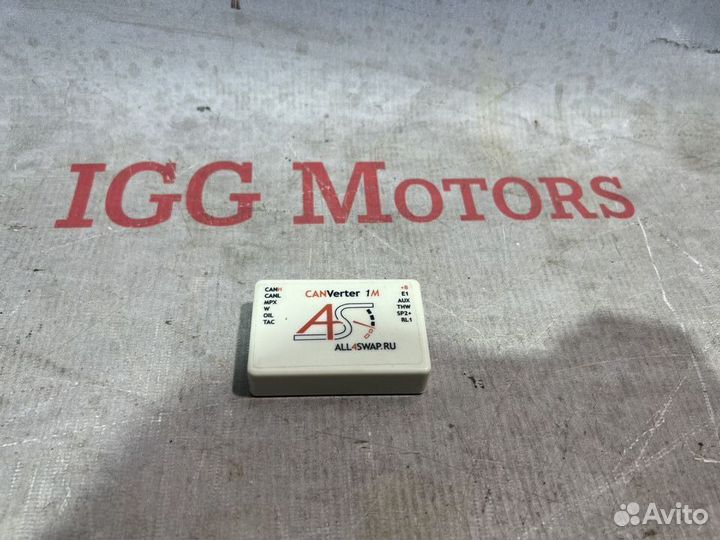 IGG MOTORS
CANVerter 1M
CANH
CANL
MPX
W
OIL
TAC
AS
+B
E1
AUX
THW
SP2+
RL1
ALL4SWAP.RU
Avito